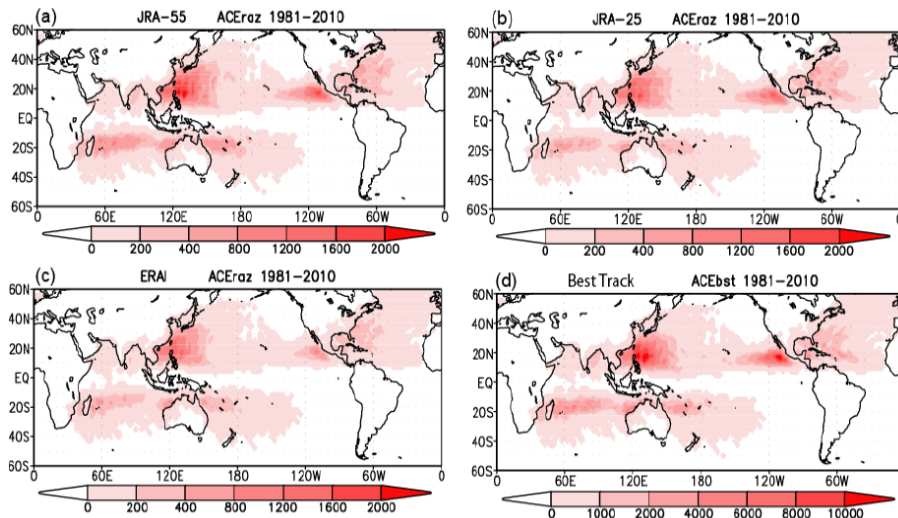 (a) JRA-55 ACEraz 1981-2010
60N
40N
20N
EQ
20S
40S
60S
0 60E 120E 180 120W 60W 0
0 200 400 800 1200 1600 2000
(b) JRA-25 ACEraz 1981-2010
60N
40N
20N
EQ
20S
40S
60S
0 60E 120E 180 120W 60W 0
0 200 400 800 1200 1600 2000
(c) ERAI ACEraz 1981-2010
60N
40N
20N
EQ
20S
40S
60S
0 60E 120E 180 120W 60W 0
0 200 400 800 1200 1600 2000
(d) Best Track ACEbst 1981-2010
60N
40N
20N
EQ
20S
40S
60S
0 60E 120E 180 120W 60W 0
0 1000 2000 4000 6000 8000 10000